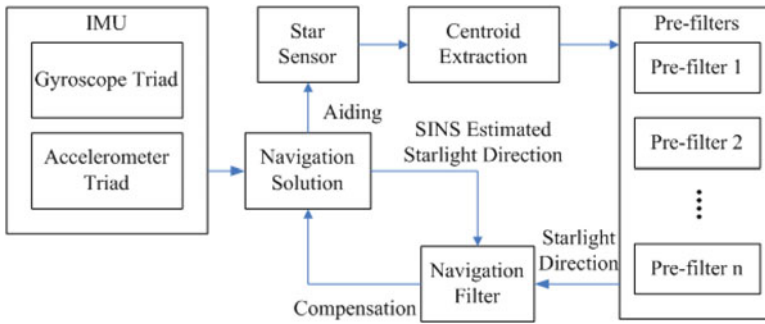 IMU
Gyroscope Triad
Accelerometer
Triad
Star
Sensor
Centroid
Extraction
Pre-filters
Pre-filter 1
Pre-filter 2
Pre-filter n
Aiding
Navigation
Solution
SINS Estimated
Starlight Direction
Starlight
Direction
Navigation
Filter
Compensation